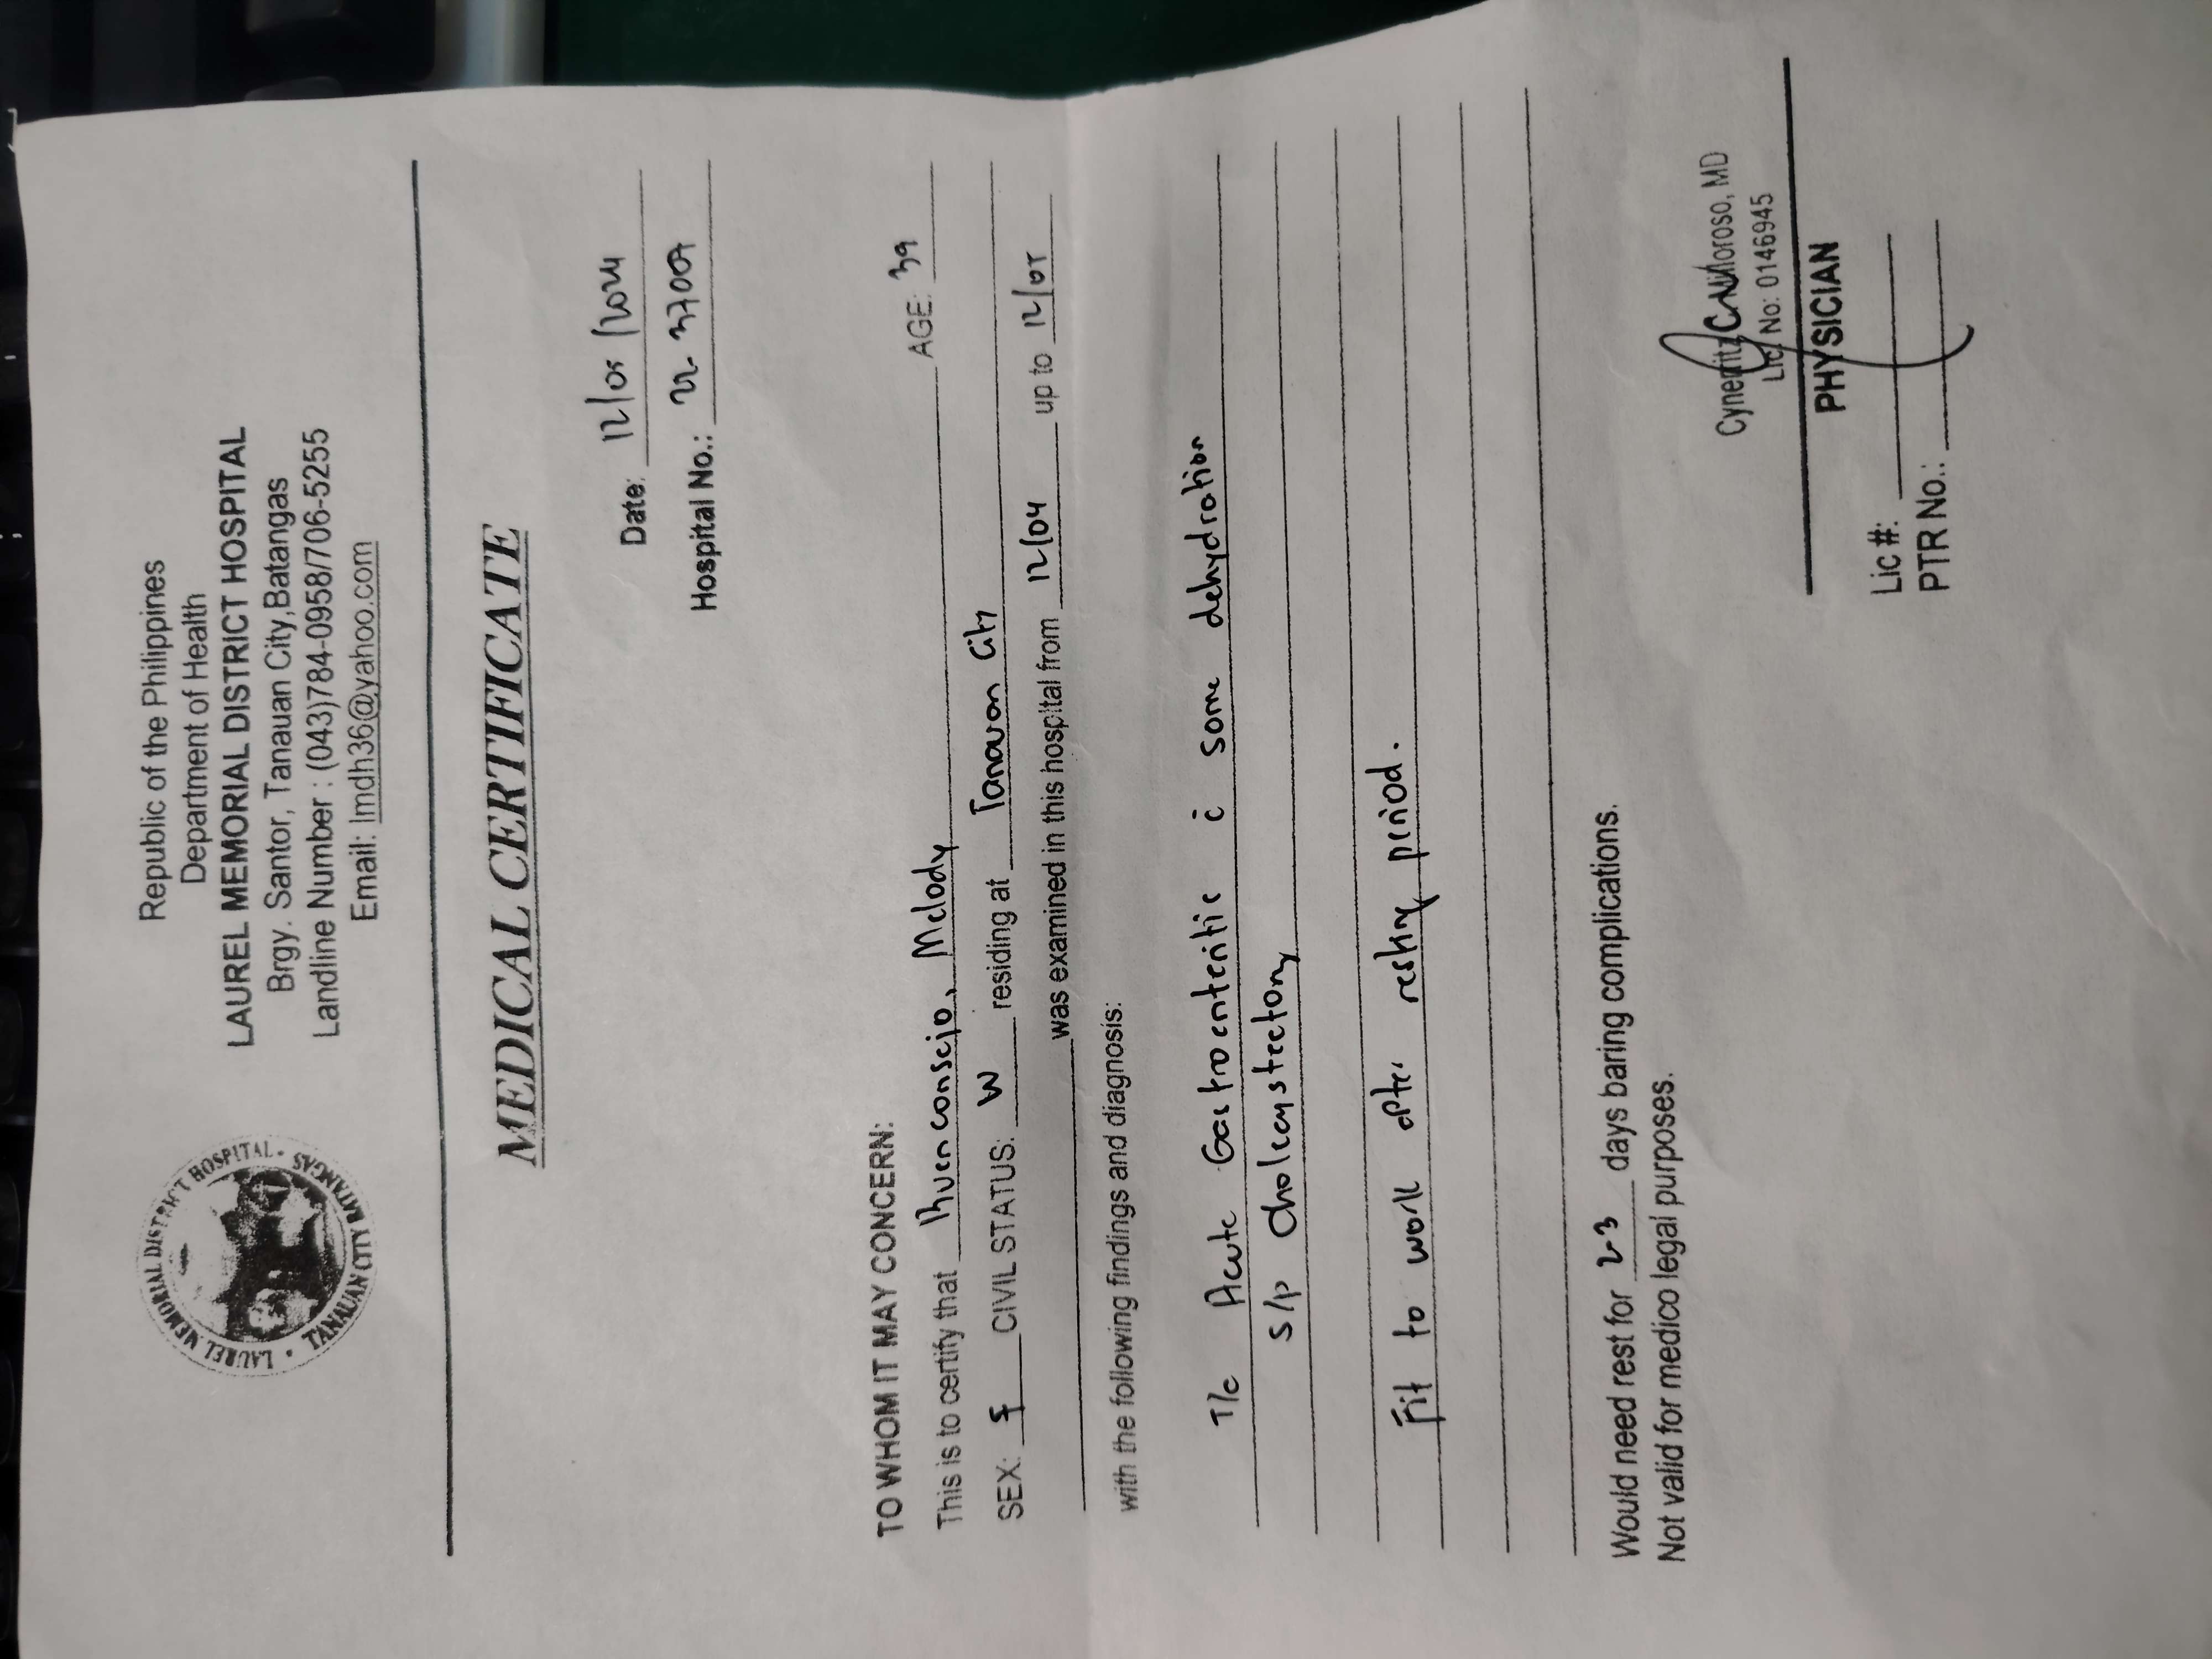 LAUREL MEMORIAL DISTRICT HOSPITAL • TANAUAN CITY BATANGAS •
Republic of the Philippines
Department of Health
LAUREL MEMORIAL DISTRICT HOSPITAL
Brgy. Santor, Tanauan City, Batangas
Landline Number : (043)784-0958/706-5255
Email: lmdh36@yahoo.com
MEDICAL CERTIFICATE
Date: 12/05/2024
Hospital No.: 22-37009
TO WHOM IT MAY CONCERN:
This is to certify that Buenconsejo, Melody AGE: 39
SEX: F CIVIL STATUS: W residing at Tanauan City
was examined in this hospital from 12/04 up to 12/05
with the following findings and diagnosis:
T/c Acute Gastroenteritis c̄ some dehydration
s/p cholecystectomy
Fit to work after resting period.
Would need rest for 2-3 days baring complications.
Not valid for medico legal purposes.
MD
Lic. No: 0146945
PHYSICIAN
Lic #:
PTR No.: